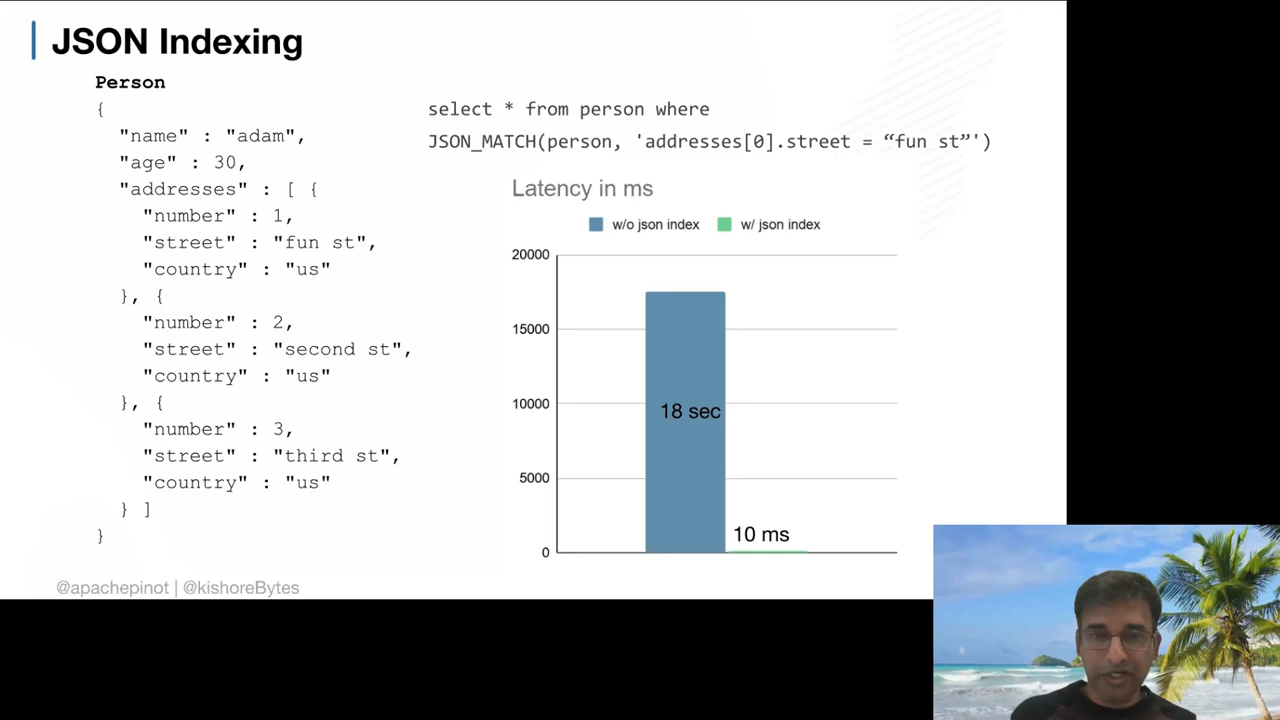 JSON Indexing
Person
{
"name" : "adam",
"age" : 30,
"addresses" : [ {
"number" : 1,
"street" : "fun st",
"country" : "us"
}, {
"number" : 2,
"street" : "second st",
"country" : "us"
}, {
"number" : 3,
"street" : "third st",
"country" : "us"
} ]
}
select * from person where
JSON_MATCH(person, 'addresses[0].street = “fun st”')
Latency in ms
w/o json index w/ json index
20000
15000
10000
5000
0
18 sec
10 ms
@apachepinot | @kishoreBytes